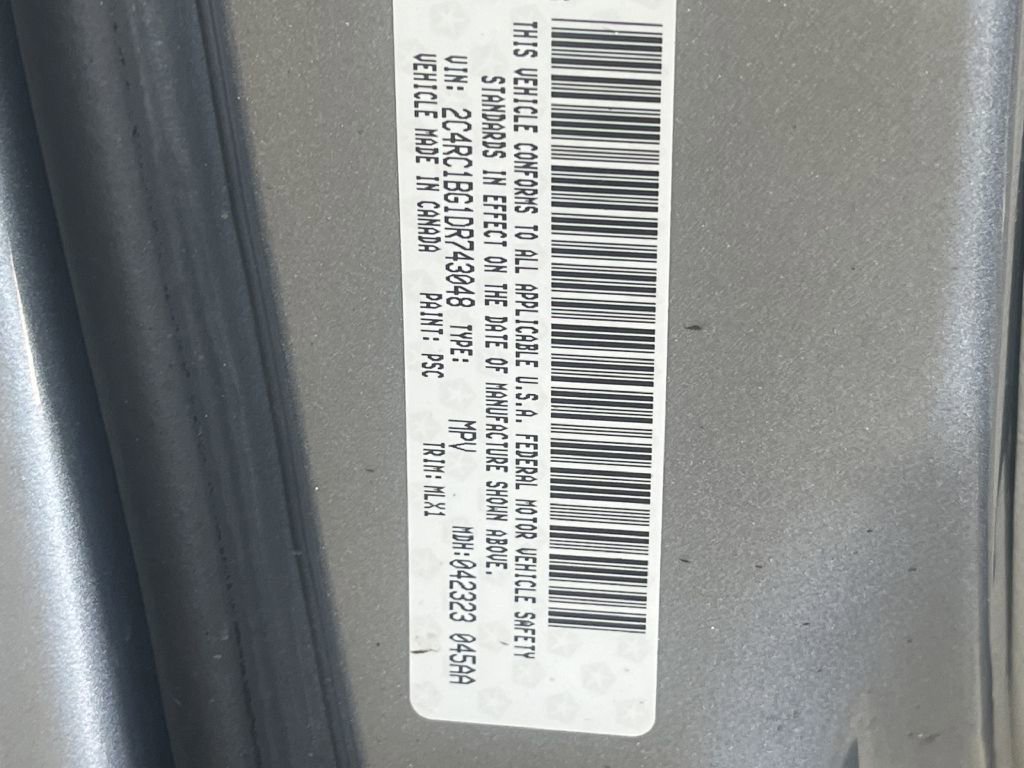 THIS VEHICLE CONFORMS TO ALL APPLICABLE U.S.A. FEDERAL MOTOR VEHICLE SAFETY
STANDARDS IN EFFECT ON THE DATE OF MANUFACTURE SHOWN ABOVE.
VIN: 2C4RC1BG1DR743048 TYPE: MPV MDH:042323 0456AA
VEHICLE MADE IN CANADA PAINT: PSC TRIM: MLX1